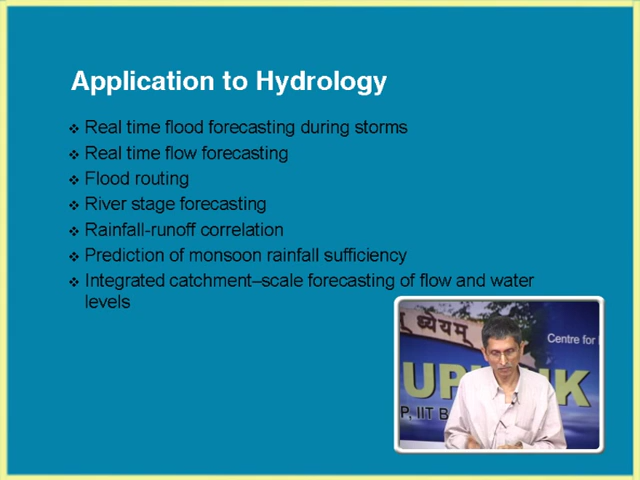 Application to Hydrology
❖ Real time flood forecasting during storms
❖ Real time flow forecasting
❖ Flood routing
❖ River stage forecasting
❖ Rainfall-runoff correlation
❖ Prediction of monsoon rainfall sufficiency
❖ Integrated catchment–scale forecasting of flow and water
levels
ध्येयम्
Centre for
P, IIT B